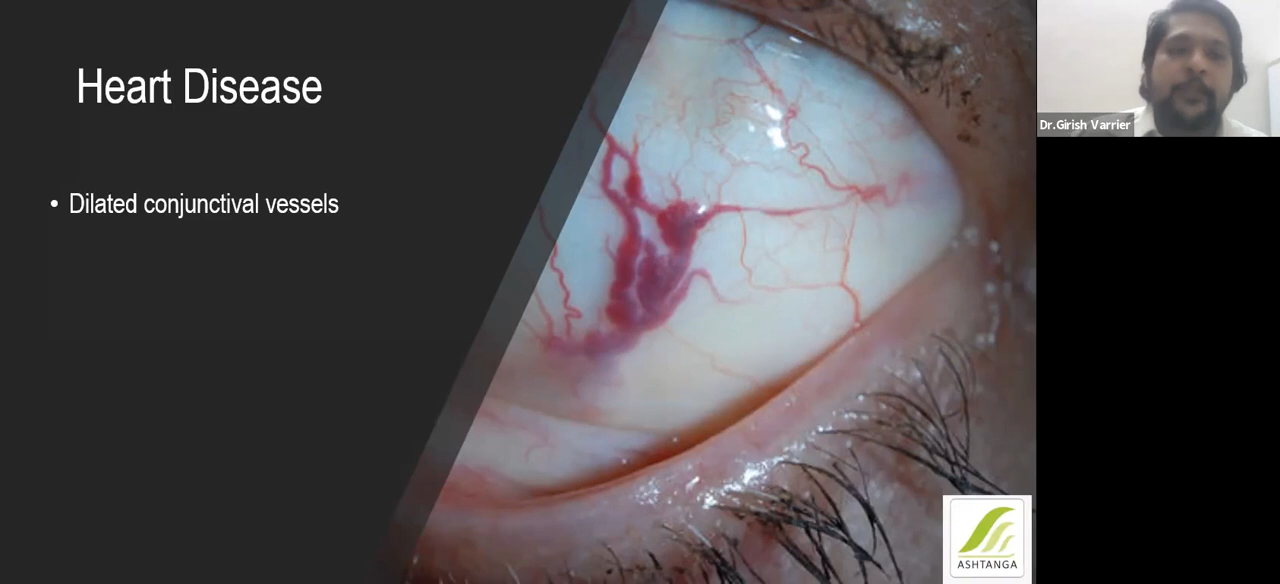 Heart Disease
• Dilated conjunctival vessels
Dr.Girish Varrier
ASHTANGA